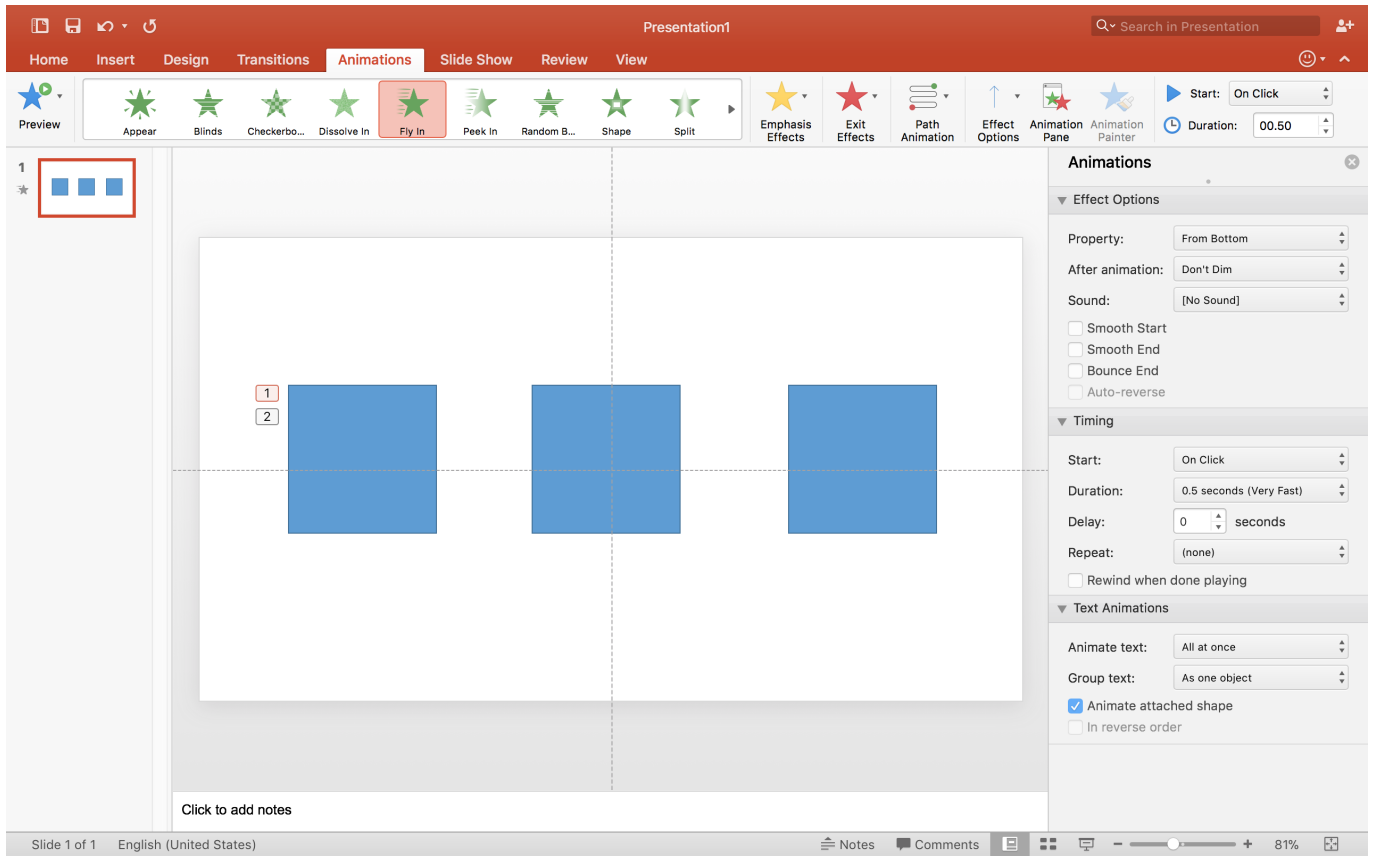 Presentation1
Search in Presentation
Home Insert Design Transitions Animations Slide Show Review View
Preview
Appear Blinds Checkerbo... Dissolve In Fly In Peek In Random B... Shape Split
Emphasis Effects
Exit Effects
Path Animation
Effect Options
Animation Pane
Animation Painter
Start: On Click
Duration: 00.50
1
1
2
Animations
Effect Options
Property: From Bottom
After animation: Don't Dim
Sound: [No Sound]
Smooth Start
Smooth End
Bounce End
Auto-reverse
Timing
Start: On Click
Duration: 0.5 seconds (Very Fast)
Delay: 0 seconds
Repeat: (none)
Rewind when done playing
Text Animations
Animate text: All at once
Group text: As one object
Animate attached shape
In reverse order
Click to add notes
Slide 1 of 1 English (United States) Notes Comments 81%